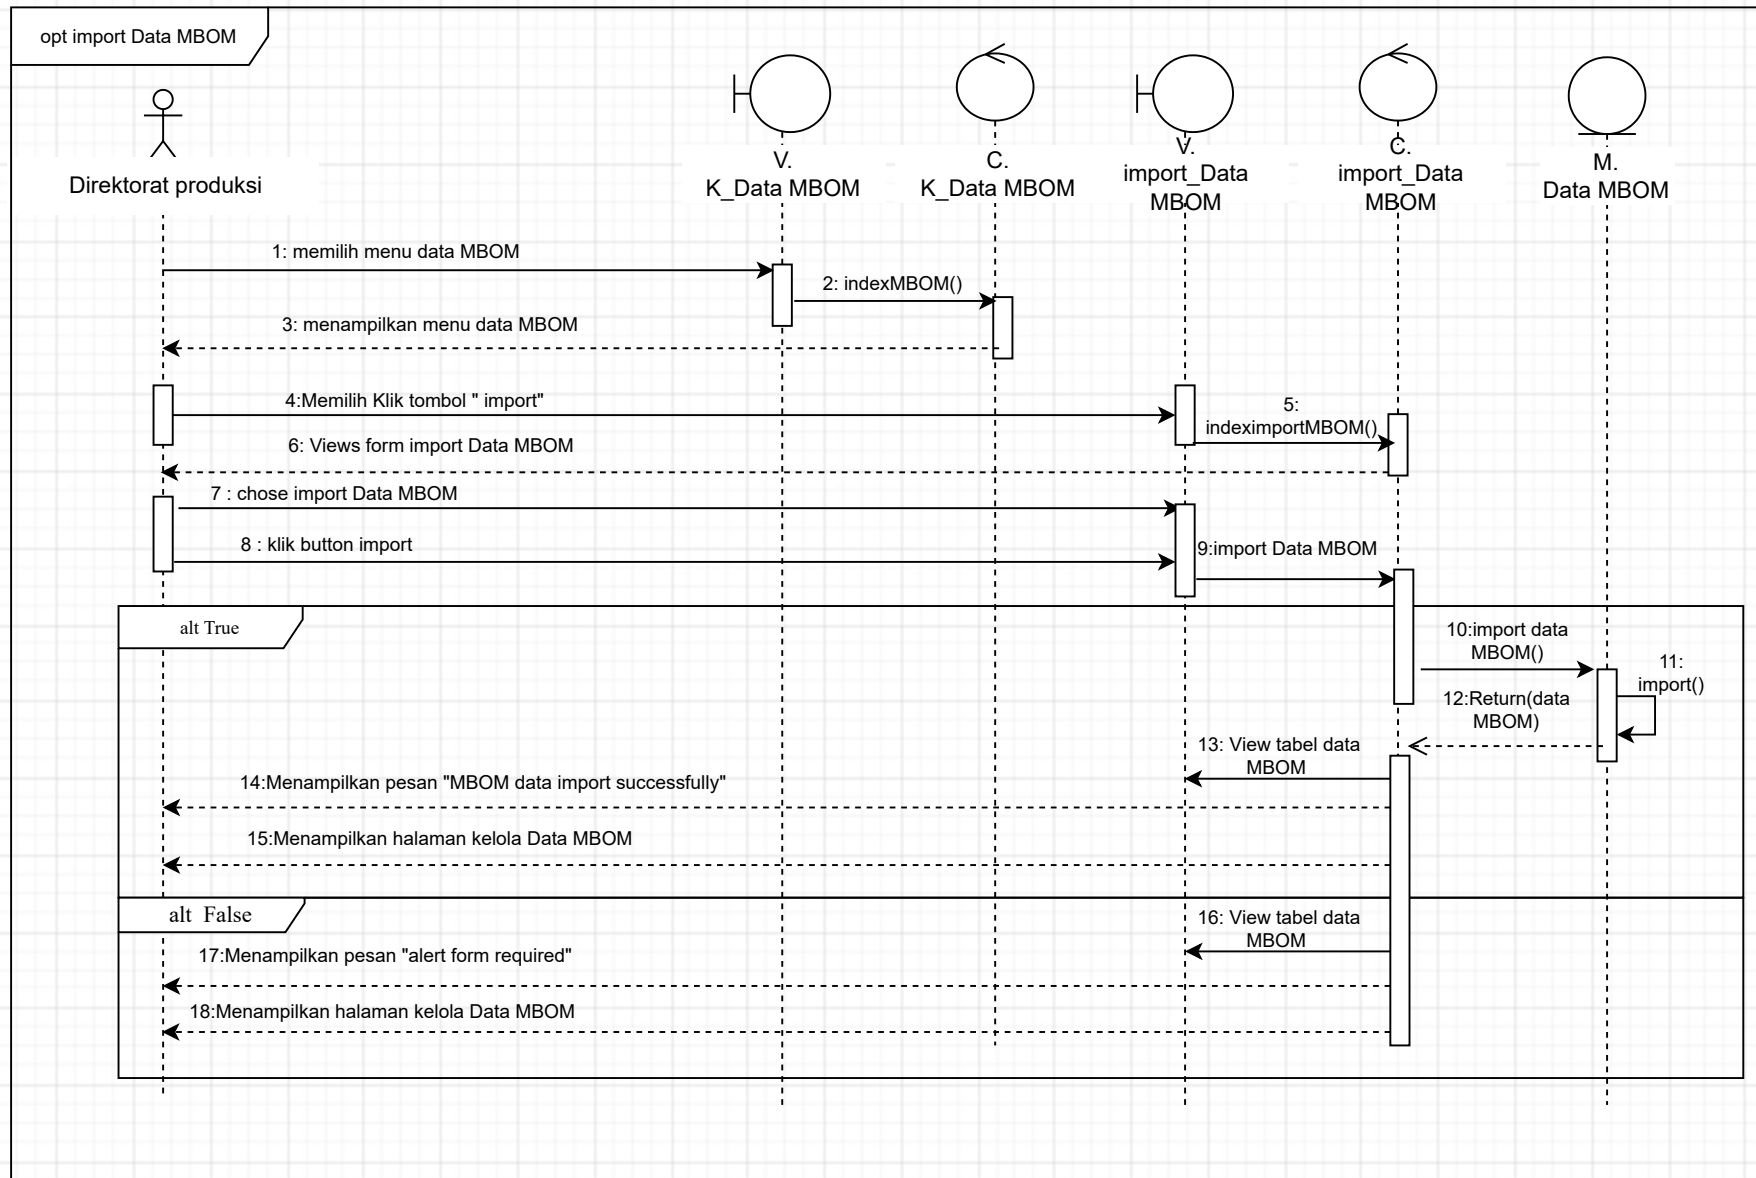 opt import Data MBOM
Direktorat produksi
V.
K_Data MBOM
C.
K_Data MBOM
V.
import_Data
MBOM
C.
import_Data
MBOM
M.
Data MBOM
1: memilih menu data MBOM
2: indexMBOM()
3: menampilkan menu data MBOM
4:Memilih Klik tombol " import"
5:
indeximportMBOM()
6: Views form import Data MBOM
7 : chose import Data MBOM
8 : klik button import
9:import Data MBOM
alt True
10:import data
MBOM()
11:
import()
12:Return(data
MBOM)
13: View tabel data
MBOM
14:Menampilkan pesan "MBOM data import successfully"
15:Menampilkan halaman kelola Data MBOM
alt  False
16: View tabel data
MBOM
17:Menampilkan pesan "alert form required"
18:Menampilkan halaman kelola Data MBOM